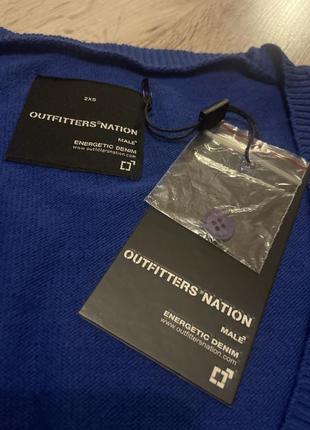 2XS
OUTFITTERS NATION
MALE
ENERGETIC DENIM
www.outfittersnation.com
OUTFITTERS NATION
MALE
ENERGETIC DENIM
www.outfittersnation.com